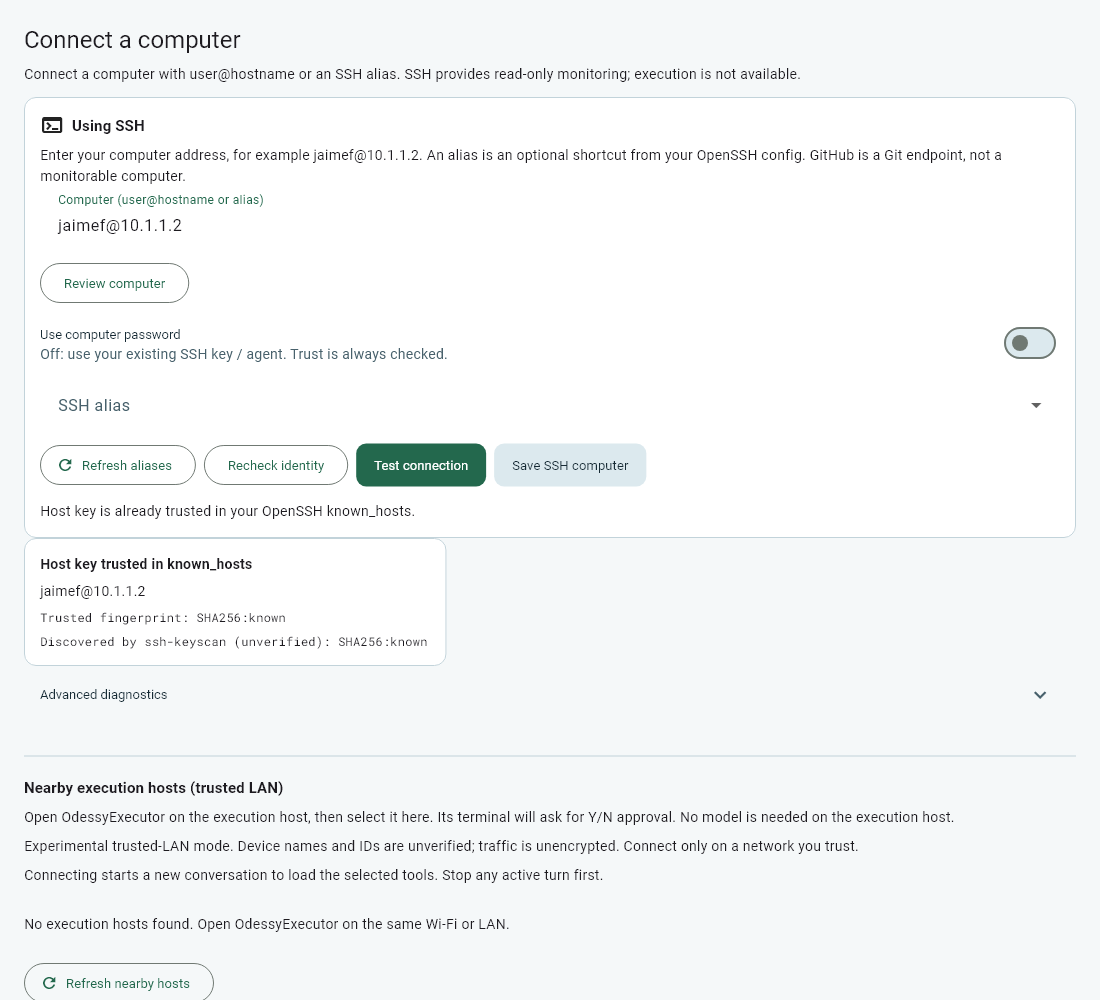 Connect a computer
Connect a computer with user@hostname or an SSH alias. SSH provides read-only monitoring; execution is not available.
Using SSH
Enter your computer address, for example jaimef@10.1.1.2. An alias is an optional shortcut from your OpenSSH config. GitHub is a Git endpoint, not a
monitorable computer.
Computer (user@hostname or alias)
jaimef@10.1.1.2
Review computer
Use computer password
Off: use your existing SSH key / agent. Trust is always checked.
SSH alias
Refresh aliases
Recheck identity
Test connection
Save SSH computer
Host key is already trusted in your OpenSSH known_hosts.
Host key trusted in known_hosts
jaimef@10.1.1.2
Trusted fingerprint: SHA256:known
Discovered by ssh-keyscan (unverified): SHA256:known
Advanced diagnostics
Nearby execution hosts (trusted LAN)
Open OdessyExecutor on the execution host, then select it here. Its terminal will ask for Y/N approval. No model is needed on the execution host.
Experimental trusted-LAN mode. Device names and IDs are unverified; traffic is unencrypted. Connect only on a network you trust.
Connecting starts a new conversation to load the selected tools. Stop any active turn first.
No execution hosts found. Open OdessyExecutor on the same Wi-Fi or LAN.
Refresh nearby hosts